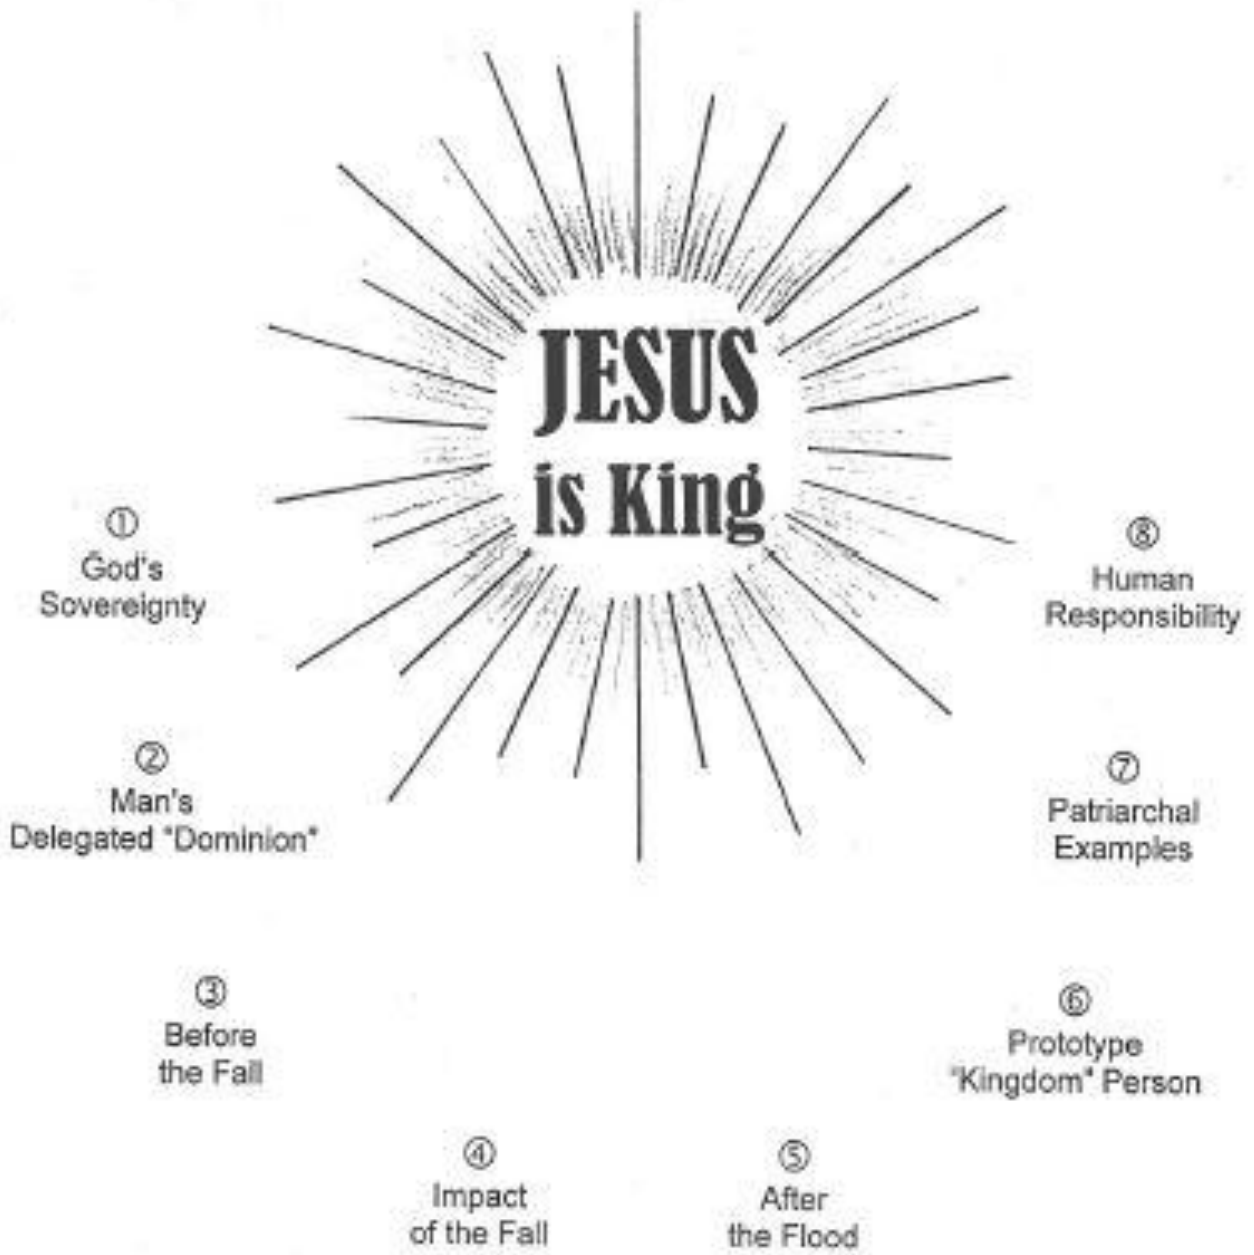 JESUS
is King
①
God's
Sovereignty
②
Man's
Delegated "Dominion"
③
Before
the Fall
④
Impact
of the Fall
⑤
After
the Flood
⑥
Prototype
"Kingdom" Person
⑦
Patriarchal
Examples
⑧
Human
Responsibility